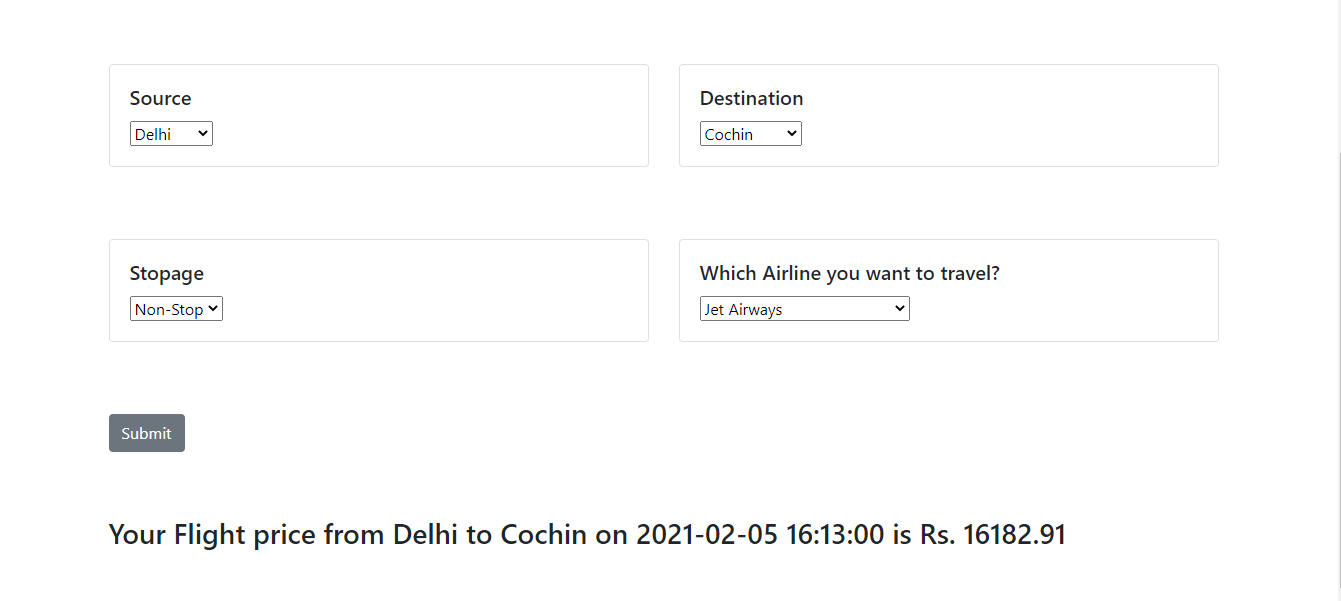 Source
Destination
Delhi
Cochin
Stopage
Which Airline you want to travel?
Non-Stop
Jet Airways
Submit
Your Flight price from Delhi to Cochin on 2021-02-05 16:13:00 is Rs. 16182.91